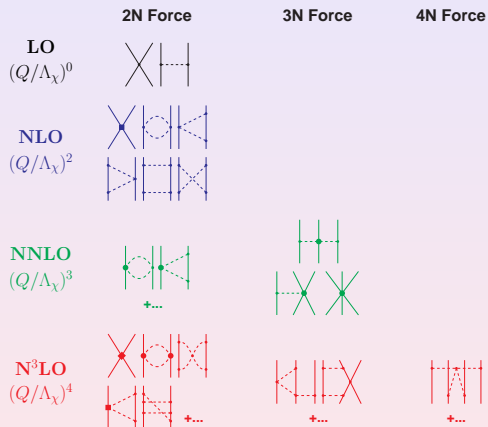 2N Force 3N Force 4N Force
LO
(Q/Λχ)⁰
NLO
(Q/Λχ)²
NNLO
(Q/Λχ)³
+...
N³LO
(Q/Λχ)⁴
+... +... +...